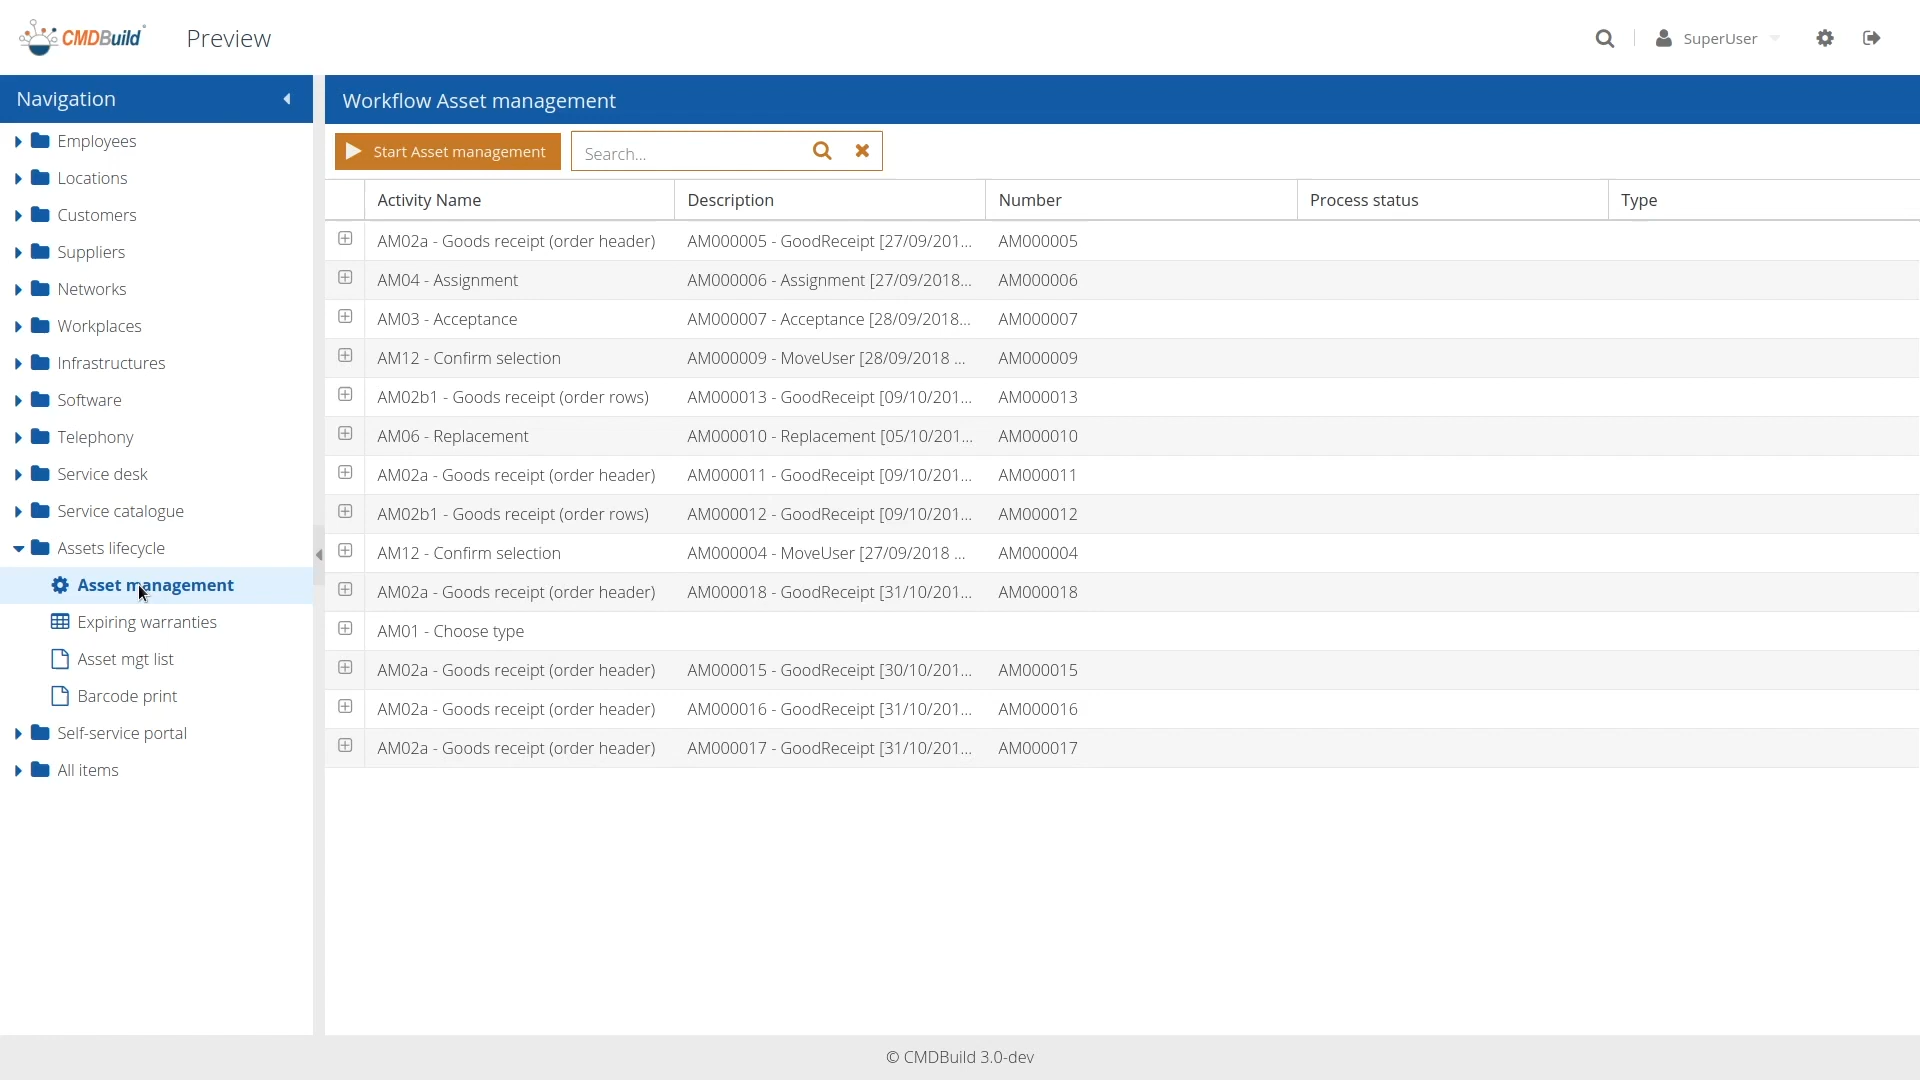 CMDBuild Preview SuperUser
Navigation
Employees
Locations
Customers
Suppliers
Networks
Workplaces
Infrastructures
Software
Telephony
Service desk
Service catalogue
Assets lifecycle
Asset management
Expiring warranties
Asset mgt list
Barcode print
Self-service portal
All items
Workflow Asset management
Start Asset management Search...
Activity Name Description Number Process status Type
AM02a - Goods receipt (order header) AM000005 - GoodReceipt [27/09/201... AM000005
AM04 - Assignment AM000006 - Assignment [27/09/2018... AM000006
AM03 - Acceptance AM000007 - Acceptance [28/09/2018... AM000007
AM12 - Confirm selection AM000009 - MoveUser [28/09/2018 ... AM000009
AM02b1 - Goods receipt (order rows) AM000013 - GoodReceipt [09/10/201... AM000013
AM06 - Replacement AM000010 - Replacement [05/10/201... AM000010
AM02a - Goods receipt (order header) AM000011 - GoodReceipt [09/10/201... AM000011
AM02b1 - Goods receipt (order rows) AM000012 - GoodReceipt [09/10/201... AM000012
AM12 - Confirm selection AM000004 - MoveUser [27/09/2018 ... AM000004
AM02a - Goods receipt (order header) AM000018 - GoodReceipt [31/10/201... AM000018
AM01 - Choose type
AM02a - Goods receipt (order header) AM000015 - GoodReceipt [30/10/201... AM000015
AM02a - Goods receipt (order header) AM000016 - GoodReceipt [31/10/201... AM000016
AM02a - Goods receipt (order header) AM000017 - GoodReceipt [31/10/201... AM000017
© CMDBuild 3.0-dev